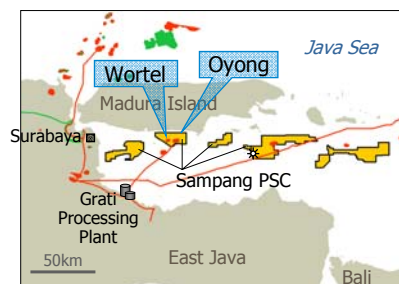 Java Sea
Wortel
Oyong
Madura Island
Surabaya
Sampang PSC
Grati
Processing
Plant
East Java
50km
Bali